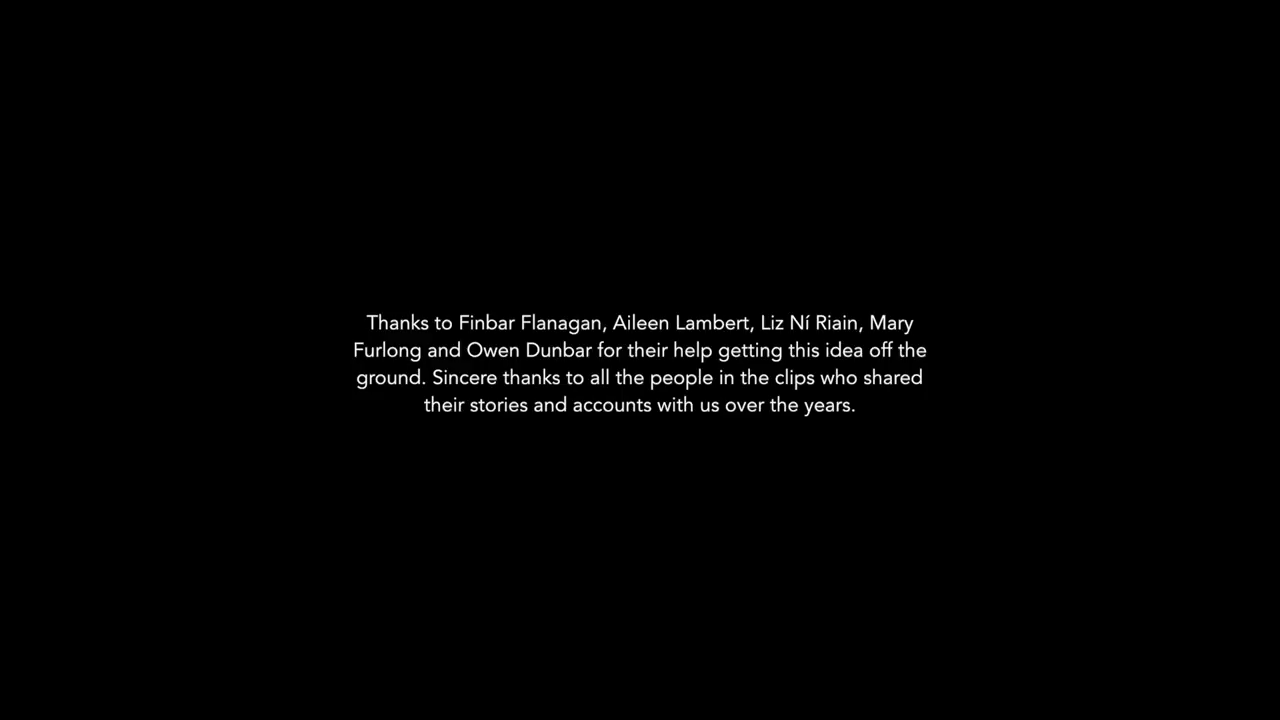 Thanks to Finbar Flanagan, Aileen Lambert, Liz Ní Riain, Mary
Furlong and Owen Dunbar for their help getting this idea off the
ground. Sincere thanks to all the people in the clips who shared
their stories and accounts with us over the years.